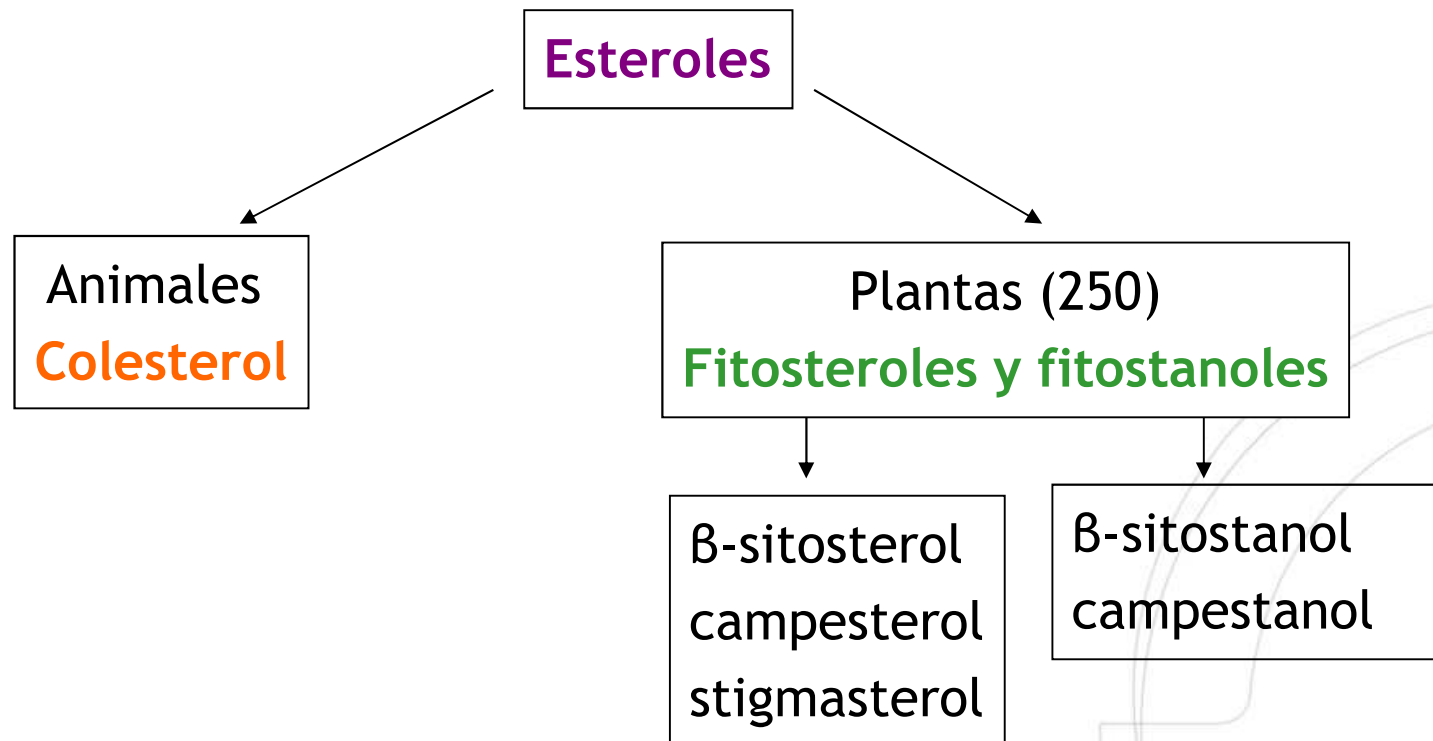 Esteroles
Animales
Colesterol
Plantas (250)
Fitosteroles y fitostanoles
β-sitosterol
campesterol
stigmasterol
β-sitostanol
campestanol